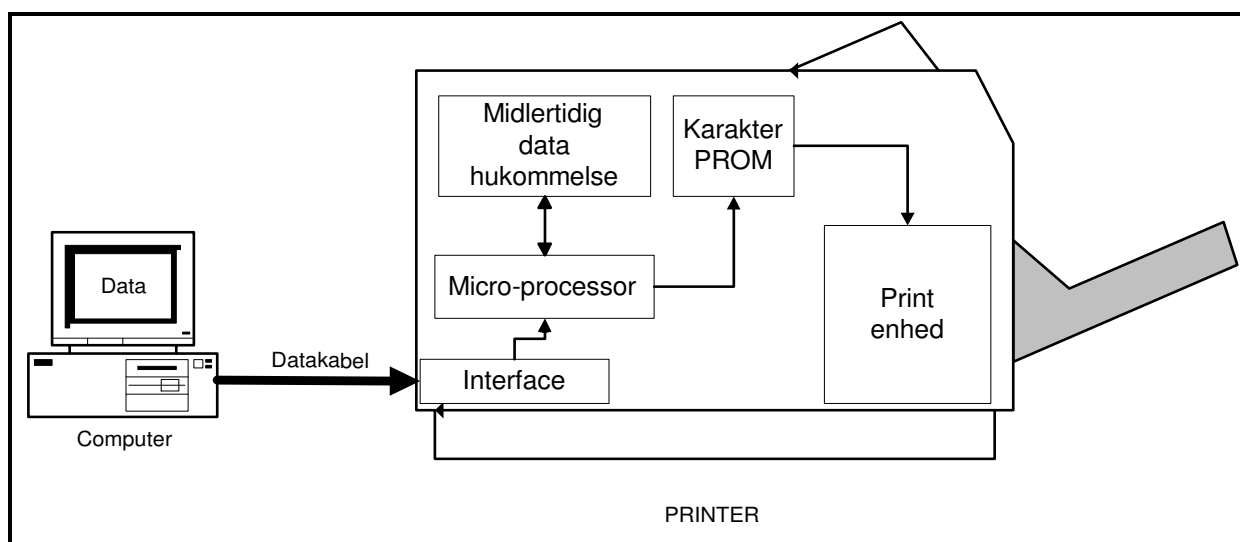 Midlertidig
data
hukommelse
Karakter
PROM
Micro-processor
Print
enhed
Data
Datakabel
Interface
Computer
PRINTER